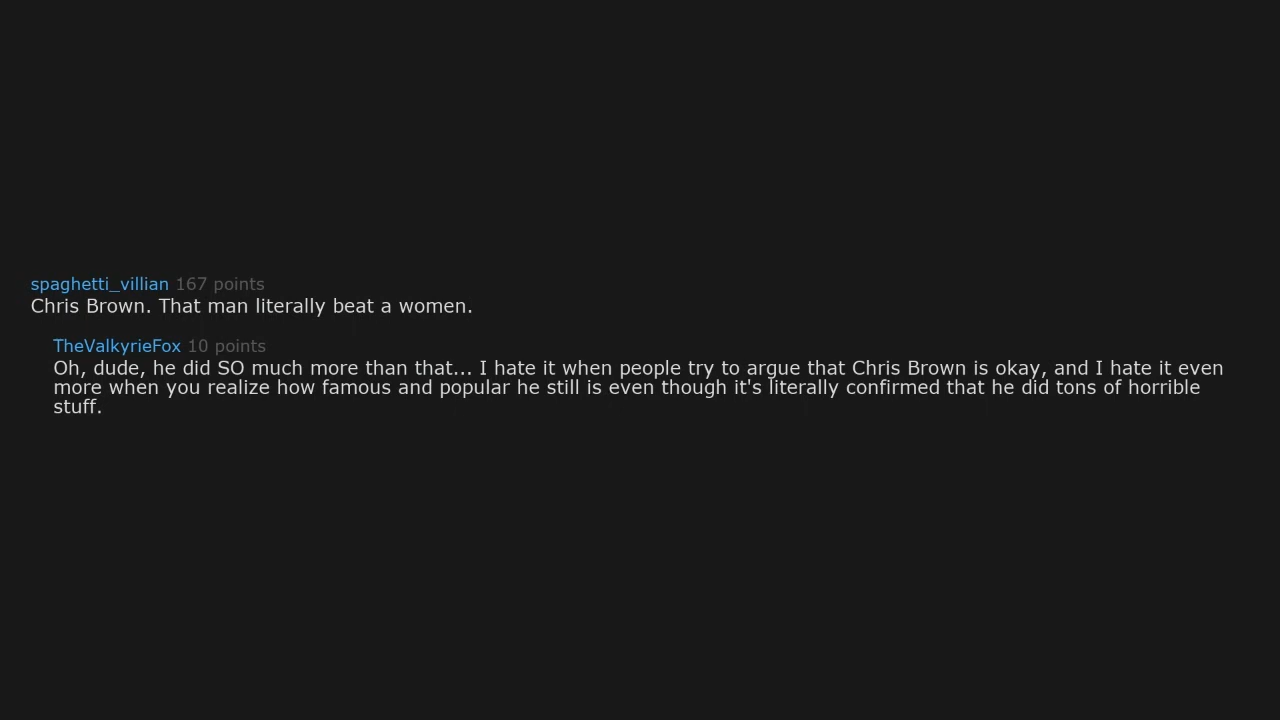 spaghetti_villian 167 points
Chris Brown. That man literally beat a women.
TheValkyrieFox 10 points
Oh, dude, he did SO much more than that... I hate it when people try to argue that Chris Brown is okay, and I hate it even
more when you realize how famous and popular he still is even though it's literally confirmed that he did tons of horrible
stuff.